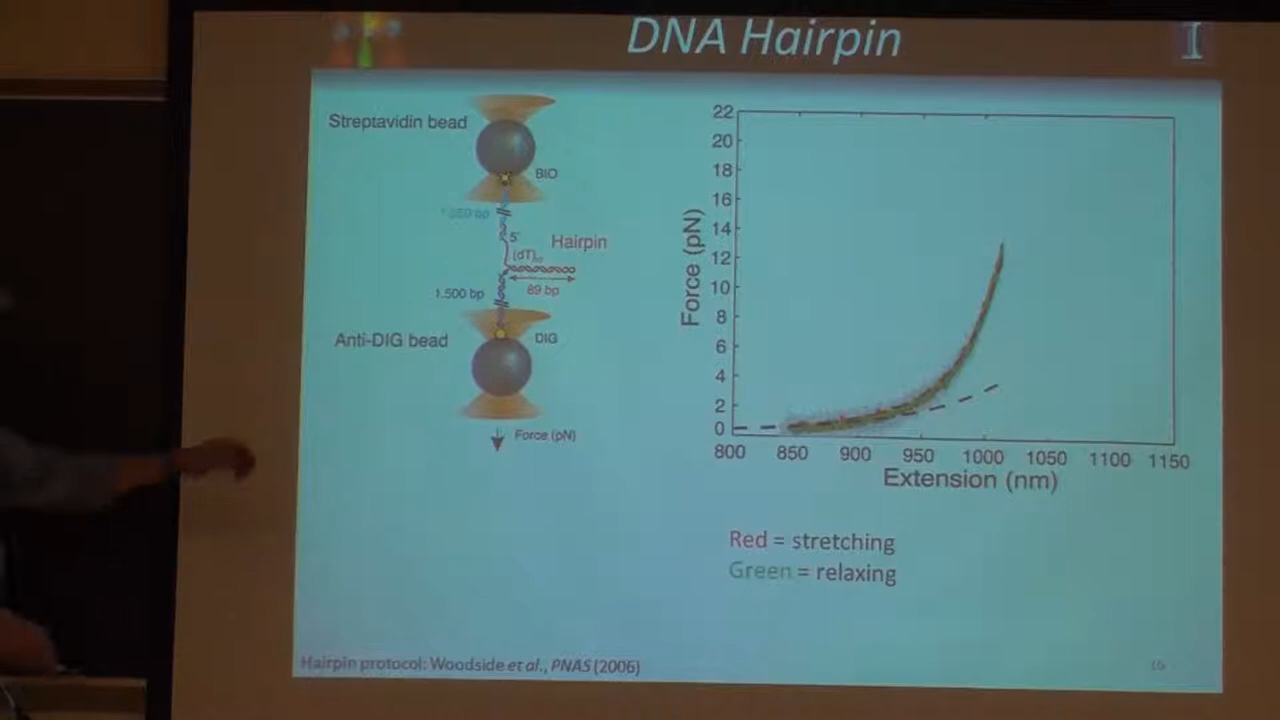 DNA Hairpin
I
Streptavidin bead
BIO
5'
Hairpin
89 bp
1.500 bp
Anti-DIG bead
DIG
Force (pN)
22
20
18
16
14
12
10
8
6
4
2
0
Force (pN)
800 850 900 950 1000 1050 1100 1150
Extension (nm)
Red = stretching
Green = relaxing
Hairpin protocol: Woodside et al., PNAS (2006)